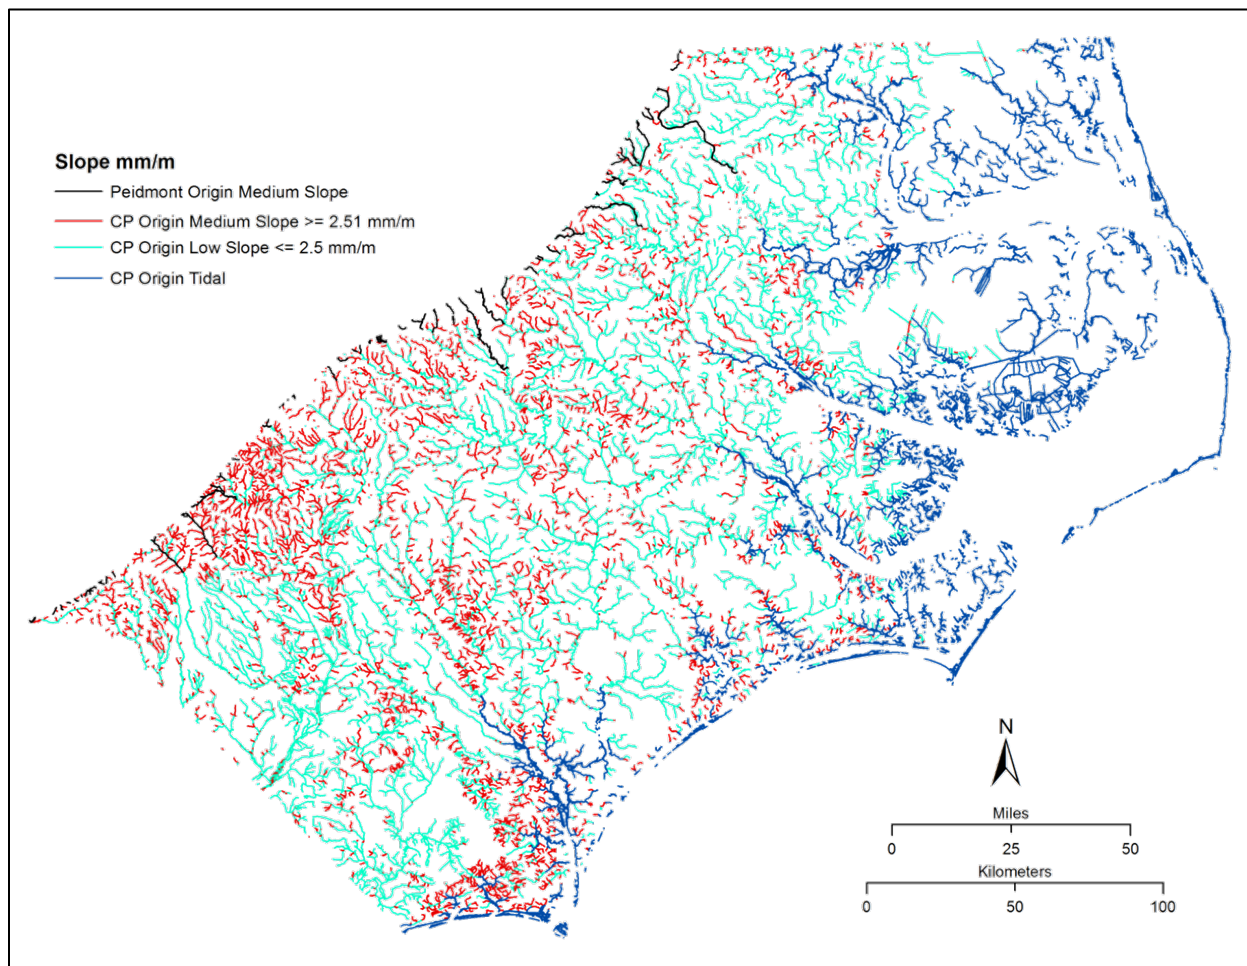 Slope mm/m
Peidmont Origin Medium Slope
CP Origin Medium Slope >= 2.51 mm/m
CP Origin Low Slope <= 2.5 mm/m
CP Origin Tidal
N
Miles
0 25 50
Kilometers
0 50 100